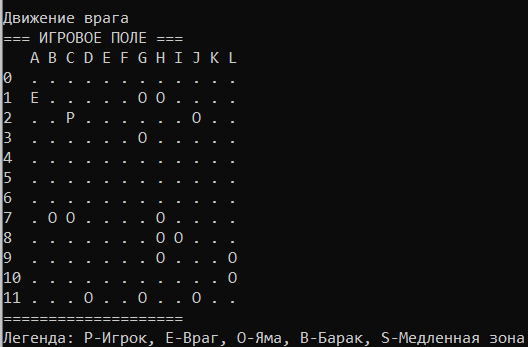 Движение врага
=== ИГРОВОЕ ПОЛЕ ===
   A B C D E F G H I J K L
0  . . . . . . . . . . . .
1  E . . . . . O O . . . .
2  . . P . . . . . . O . .
3  . . . . . . O . . . . .
4  . . . . . . . . . . . .
5  . . . . . . . . . . . .
6  . . . . . . . . . . . .
7  . O O . . . . O . . . .
8  . . . . . . . O O . . .
9  . . . . . . . O . . . O
10 . . . . . . . . . . . O
11 . . . O . . O . . O . .
====================
Легенда: P-Игрок, E-Враг, O-Яма, B-Барак, S-Медленная зона